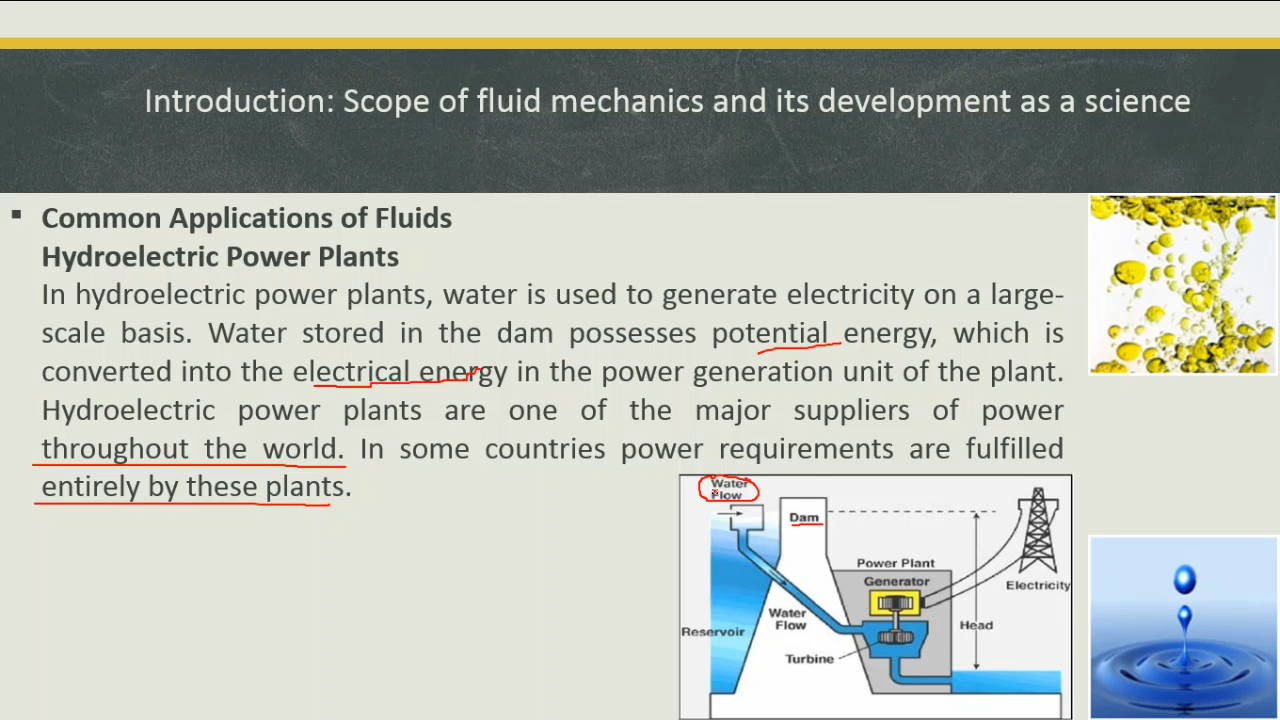 Introduction: Scope of fluid mechanics and its development as a science
Common Applications of Fluids
Hydroelectric Power Plants
In hydroelectric power plants, water is used to generate electricity on a large-
scale basis. Water stored in the dam possesses potential energy, which is
converted into the electrical energy in the power generation unit of the plant.
Hydroelectric power plants are one of the major suppliers of power
throughout the world. In some countries power requirements are fulfilled
entirely by these plants.
Water
Flow
Dam
Power Plant
Generator
Electricity
Water
Flow
Head
Reservoir
Turbine